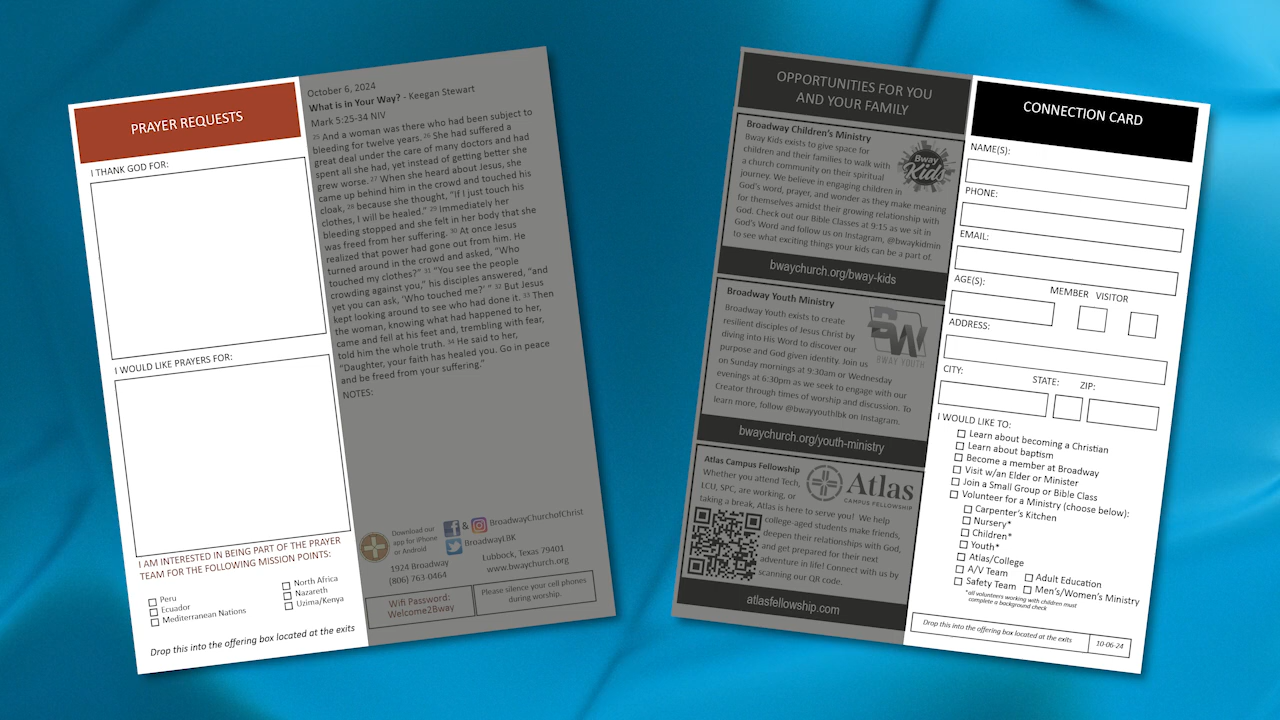 PRAYER REQUESTS
I THANK GOD FOR:
I WOULD LIKE PRAYERS FOR:
I AM INTERESTED IN BEING PART OF THE PRAYER
TEAM FOR THE FOLLOWING MISSION POINTS:
Peru
Ecuador
Mediterranean Nations
North Africa
Nazareth
Uzima/Kenya
Drop this into the offering box located at the exits
October 6, 2024
What is in Your Way? - Keegan Stewart
Mark 5:25-34 NIV
25 And a woman was there who had been subject to
bleeding for twelve years. 26 She had suffered a
great deal under the care of many doctors and had
spent all she had, yet instead of getting better she
grew worse. 27 When she heard about Jesus, she
came up behind him in the crowd and touched his
cloak, 28 because she thought, "If I just touch his
clothes, I will be healed." 29 Immediately her
bleeding stopped and she felt in her body that she
was freed from her suffering. 30 At once Jesus
realized that power had gone out from him. He
turned around in the crowd and asked, "Who
touched my clothes?" 31 "You see the people
crowding against you," his disciples answered, "and
yet you can ask, 'Who touched me?' " 32 But Jesus
kept looking around to see who had done it. 33 Then
the woman, knowing what had happened to her,
came and fell at his feet and, trembling with fear,
told him the whole truth. 34 He said to her,
"Daughter, your faith has healed you. Go in peace
and be freed from your suffering."
NOTES:
Download our
app for iPhone
or Android
& BroadwayChurchofChrist
BroadwayLBK
1924 Broadway
(806) 763-0464
Lubbock, Texas 79401
www.bwaychurch.org
Wifi Password:
Welcome2Bway
Please silence your cell phones
during worship.
OPPORTUNITIES FOR YOU
AND YOUR FAMILY
Broadway Children's Ministry
Bway Kids exists to give space for
children and their families to walk with
a church community on their spiritual
journey. We believe in engaging children in
God's word, prayer, and wonder as they make meaning
for themselves amidst their growing relationship with
God. Check out our Bible Classes at 9:15 as we sit in
God's Word and follow us on Instagram, @bwaykidmin
to see what exciting things your kids can be a part of.
Bway
Kids
bwaychurch.org/bway-kids
Broadway Youth Ministry
Broadway Youth exists to create
resilient disciples of Jesus Christ by
diving into His Word to discover our
purpose and God given identity. Join us
on Sunday mornings at 9:30am or Wednesday
evenings at 6:30pm as we seek to engage with our
Creator through times of worship and discussion. To
learn more, follow @bwayyouthlbk on Instagram.
BW
BWAY YOUTH
bwaychurch.org/youth-ministry
Atlas Campus Fellowship
Whether you attend Tech,
LCU, SPC, are working, or
taking a break, Atlas is here to serve you! We help
college-aged students make friends,
deepen their relationships with God,
and get prepared for their next
adventure in life! Connect with us by
scanning our QR code.
Atlas
CAMPUS FELLOWSHIP
atlasfellowship.com
CONNECTION CARD
NAME(S):
PHONE:
EMAIL:
AGE(S):
MEMBER VISITOR
ADDRESS:
CITY:
STATE:
ZIP:
I WOULD LIKE TO:
Learn about becoming a Christian
Learn about baptism
Become a member at Broadway
Visit w/an Elder or Minister
Join a Small Group or Bible Class
Volunteer for a Ministry (choose below):
Carpenter's Kitchen
Nursery*
Children*
Youth*
Atlas/College
A/V Team
Safety Team
Adult Education
Men's/Women's Ministry
*all volunteers working with children must
complete a background check
Drop this into the offering box located at the exits
10-06-24